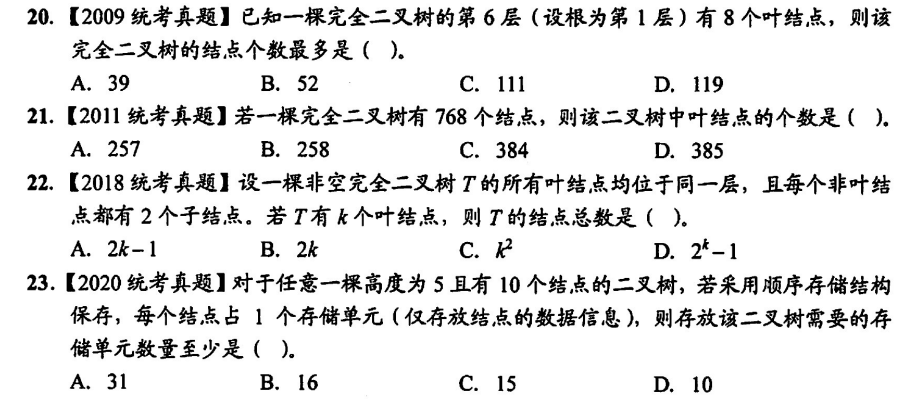 20.【2009 统考真题】已知一棵完全二叉树的第 6 层（设根为第 1 层）有 8 个叶结点，则该
完全二叉树的结点个数最多是（ ）。
A. 39 B. 52 C. 111 D. 119
21.【2011 统考真题】若一棵完全二叉树有 768 个结点，则该二叉树中叶结点的个数是（ ）。
A. 257 B. 258 C. 384 D. 385
22.【2018 统考真题】设一棵非空完全二叉树 T 的所有叶结点均位于同一层，且每个非叶结
点都有 2 个子结点。若 T 有 k 个叶结点，则 T 的结点总数是（ ）。
A. 2k−1 B. 2k C. k² D. 2ᵏ−1
23.【2020 统考真题】对于任意一棵高度为 5 且有 10 个结点的二叉树，若采用顺序存储结构
保存，每个结点占 1 个存储单元（仅存放结点的数据信息），则存放该二叉树需要的存
储单元数量至少是（ ）。
A. 31 B. 16 C. 15 D. 10